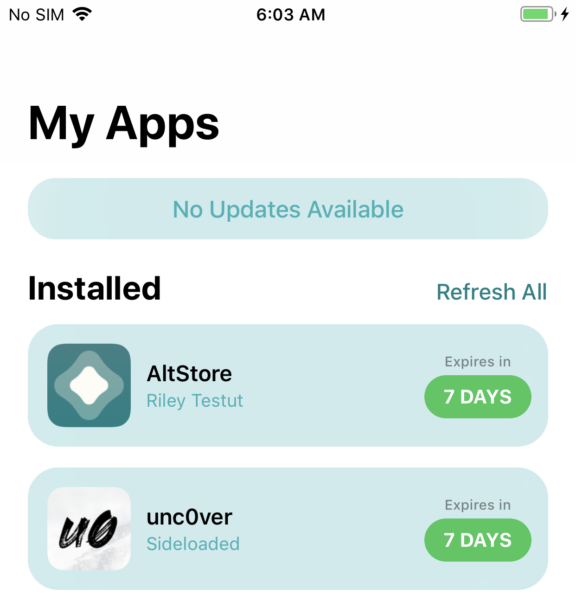 No SIM 6:03 AM
My Apps
No Updates Available
Installed Refresh All
AltStore
Riley Testut
Expires in
7 DAYS
u0
unc0ver
Sideloaded
Expires in
7 DAYS